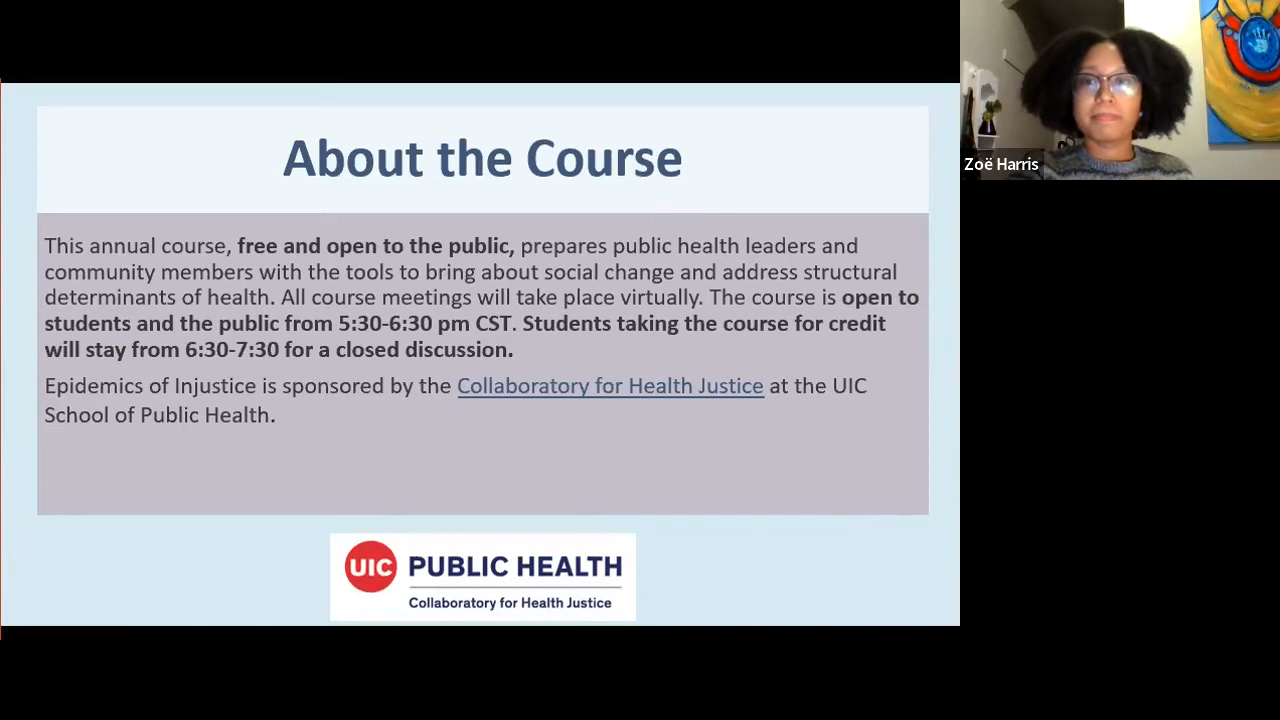 About the Course
This annual course, free and open to the public, prepares public health leaders and
community members with the tools to bring about social change and address structural
determinants of health. All course meetings will take place virtually. The course is open to
students and the public from 5:30-6:30 pm CST. Students taking the course for credit
will stay from 6:30-7:30 for a closed discussion.
Epidemics of Injustice is sponsored by the Collaboratory for Health Justice at the UIC
School of Public Health.
UIC PUBLIC HEALTH
Collaboratory for Health Justice
Zoë Harris